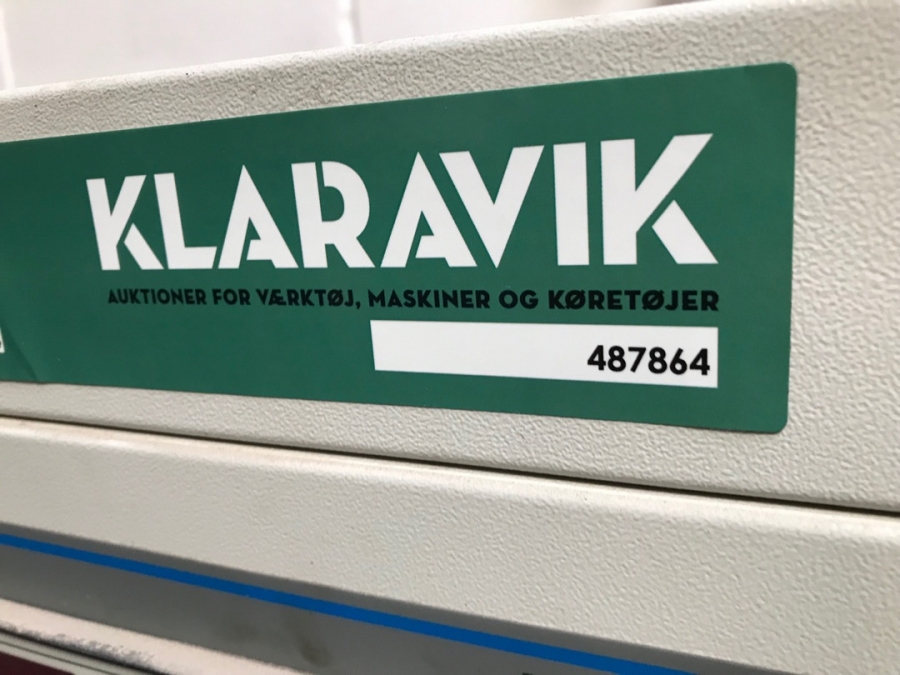 KLARAVIK
AUKTIONER FOR VÆRKTØJ, MASKINER OG KØRETØJER
487864